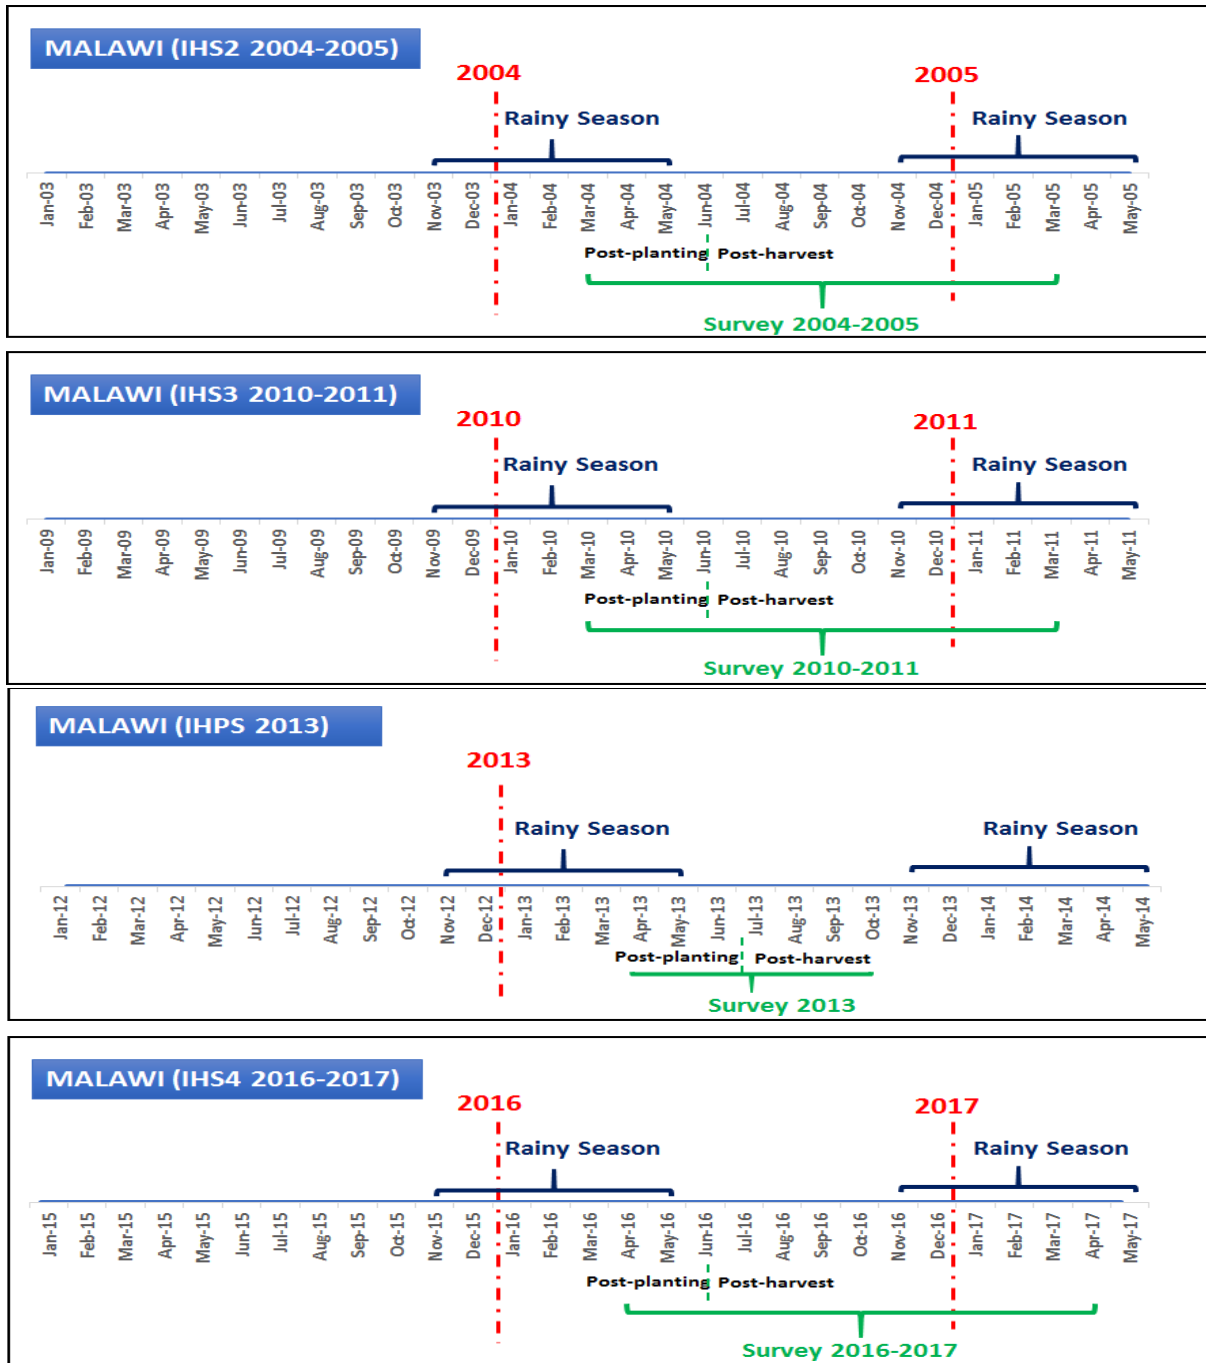 MALAWI (IHS2 2004-2005)
2004
2005
Rainy Season
Rainy Season
Jan-03
Feb-03
Mar-03
Apr-03
May-03
Jun-03
Jul-03
Aug-03
Sep-03
Oct-03
Nov-03
Dec-03
Jan-04
Feb-04
Mar-04
Apr-04
May-04
Jun-04
Jul-04
Aug-04
Sep-04
Oct-04
Nov-04
Dec-04
Jan-05
Feb-05
Mar-05
Apr-05
May-05
Post-planting
Post-harvest
Survey 2004-2005
MALAWI (IHS3 2010-2011)
2010
2011
Rainy Season
Rainy Season
Jan-09
Feb-09
Mar-09
Apr-09
May-09
Jun-09
Jul-09
Aug-09
Sep-09
Oct-09
Nov-09
Dec-09
Jan-10
Feb-10
Mar-10
Apr-10
May-10
Jun-10
Jul-10
Aug-10
Sep-10
Oct-10
Nov-10
Dec-10
Jan-11
Feb-11
Mar-11
Apr-11
May-11
Post-planting
Post-harvest
Survey 2010-2011
MALAWI (IHPS 2013)
2013
Rainy Season
Rainy Season
Jan-12
Feb-12
Mar-12
Apr-12
May-12
Jun-12
Jul-12
Aug-12
Sep-12
Oct-12
Nov-12
Dec-12
Jan-13
Feb-13
Mar-13
Apr-13
May-13
Jun-13
Jul-13
Aug-13
Sep-13
Oct-13
Nov-13
Dec-13
Jan-14
Feb-14
Mar-14
Apr-14
May-14
Post-planting
Post-harvest
Survey 2013
MALAWI (IHS4 2016-2017)
2016
2017
Rainy Season
Rainy Season
Jan-15
Feb-15
Mar-15
Apr-15
May-15
Jun-15
Jul-15
Aug-15
Sep-15
Oct-15
Nov-15
Dec-15
Jan-16
Feb-16
Mar-16
Apr-16
May-16
Jun-16
Jul-16
Aug-16
Sep-16
Oct-16
Nov-16
Dec-16
Jan-17
Feb-17
Mar-17
Apr-17
May-17
Post-planting
Post-harvest
Survey 2016-2017